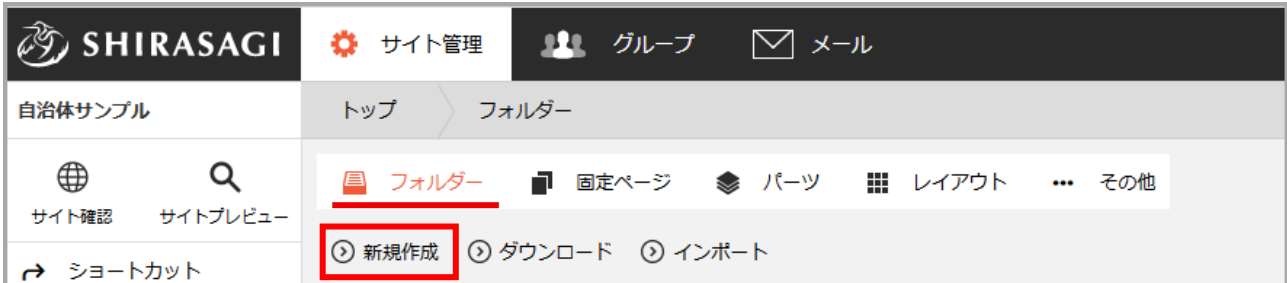 SHIRASAGI サイト管理 グループ メール
自治体サンプル トップ フォルダー
フォルダー 固定ページ パーツ レイアウト ••• その他
サイト確認 サイトプレビュー
新規作成 ダウンロード インポート
ショートカット